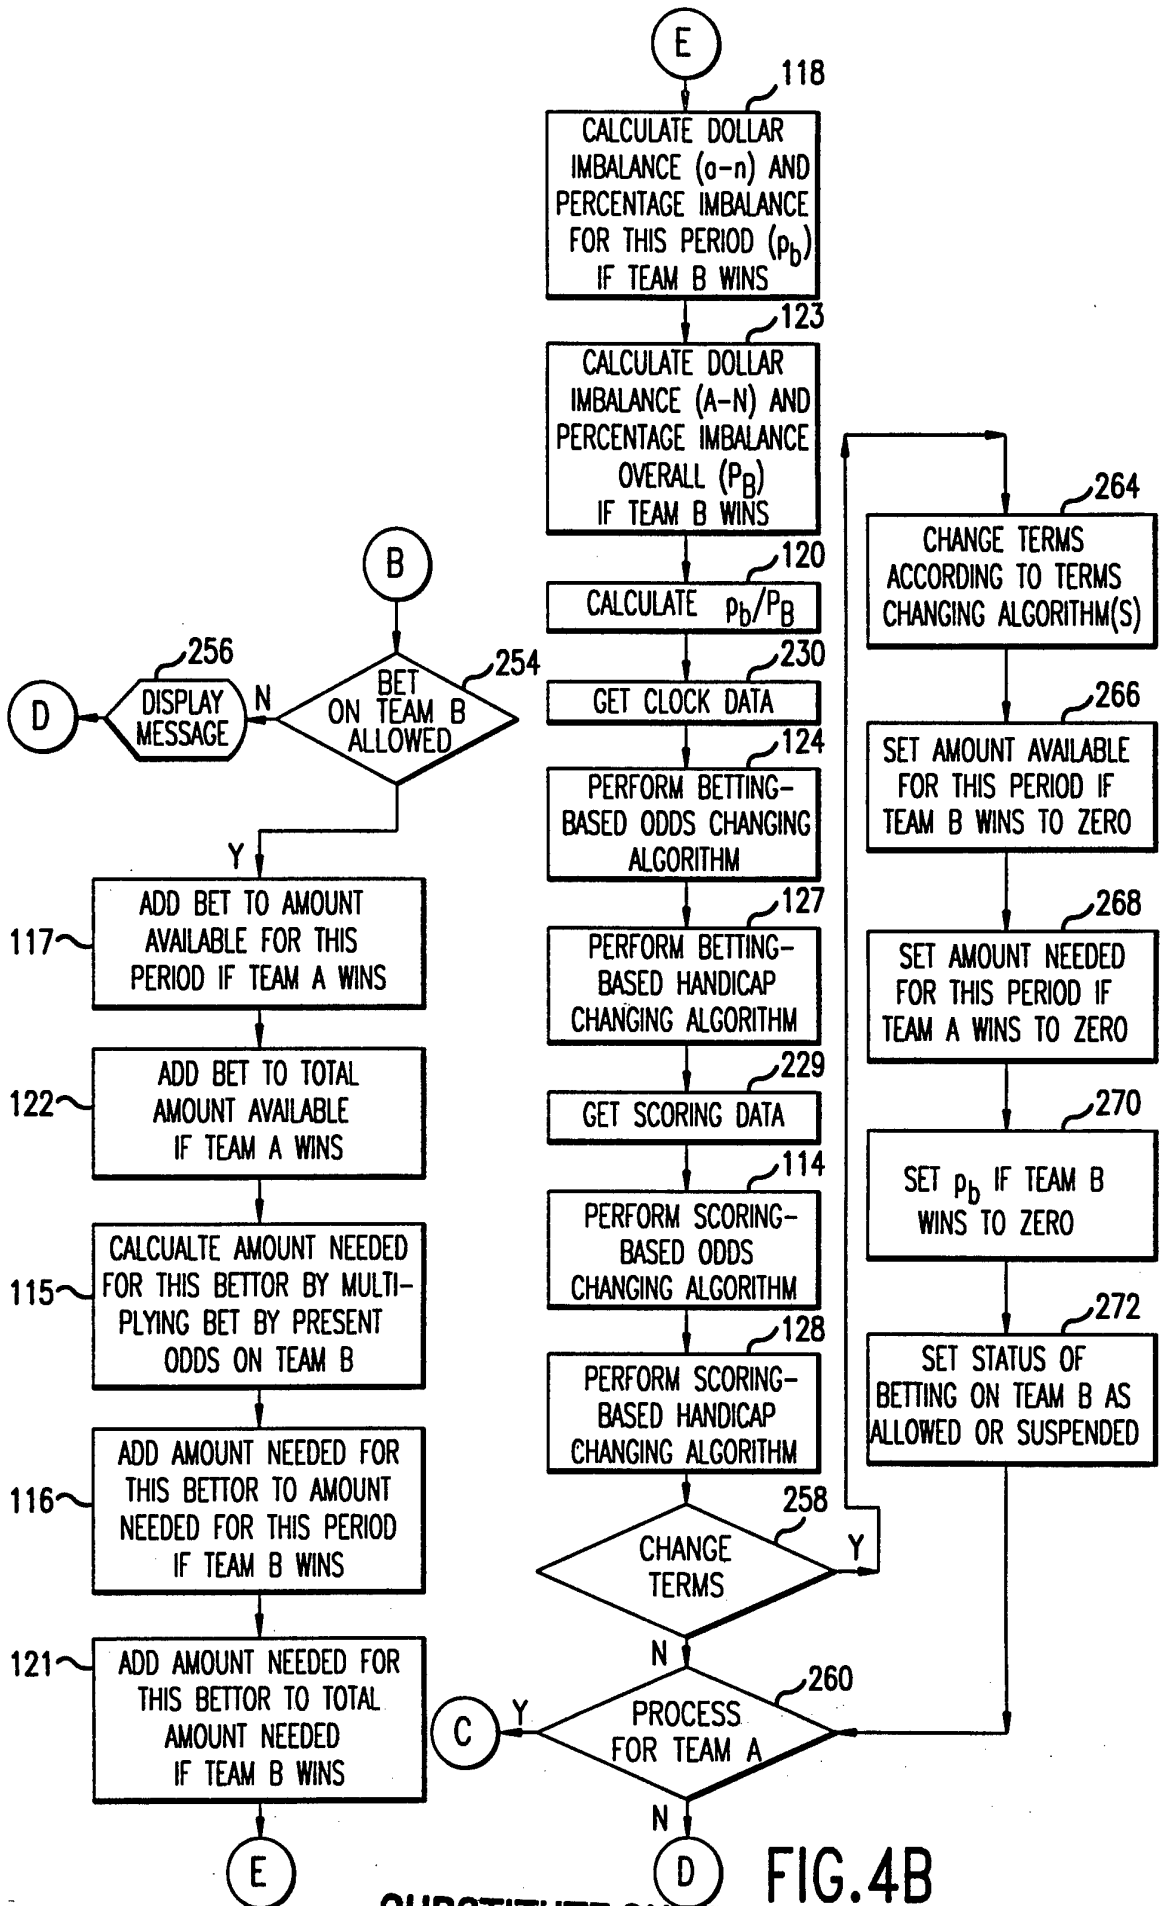 B
254
BET
ON TEAM B
ALLOWED
N
256
DISPLAY
MESSAGE
D
Y
117
ADD BET TO AMOUNT
AVAILABLE FOR THIS
PERIOD IF TEAM A WINS
122
ADD BET TO TOTAL
AMOUNT AVAILABLE
IF TEAM A WINS
115
CALCUALTE AMOUNT NEEDED
FOR THIS BETTOR BY MULTI-
PLYING BET BY PRESENT
ODDS ON TEAM B
116
ADD AMOUNT NEEDED FOR
THIS BETTOR TO AMOUNT
NEEDED FOR THIS PERIOD
IF TEAM B WINS
121
ADD AMOUNT NEEDED FOR
THIS BETTOR TO TOTAL
AMOUNT NEEDED
IF TEAM B WINS
E
E
118
CALCULATE DOLLAR
IMBALANCE (a-n) AND
PERCENTAGE IMBALANCE
FOR THIS PERIOD (pb)
IF TEAM B WINS
123
CALCULATE DOLLAR
IMBALANCE (A-N) AND
PERCENTAGE IMBALANCE
OVERALL (PB)
IF TEAM B WINS
120
CALCULATE pb/PB
230
GET CLOCK DATA
124
PERFORM BETTING-
BASED ODDS CHANGING
ALGORITHM
127
PERFORM BETTING-
BASED HANDICAP
CHANGING ALGORITHM
229
GET SCORING DATA
114
PERFORM SCORING-
BASED ODDS
CHANGING ALGORITHM
128
PERFORM SCORING-
BASED HANDICAP
CHANGING ALGORITHM
258
CHANGE
TERMS
Y
N
260
PROCESS
FOR TEAM A
Y
C
N
D
264
CHANGE TERMS
ACCORDING TO TERMS
CHANGING ALGORITHM(S)
266
SET AMOUNT AVAILABLE
FOR THIS PERIOD IF
TEAM B WINS TO ZERO
268
SET AMOUNT NEEDED
FOR THIS PERIOD IF
TEAM A WINS TO ZERO
270
SET pb IF TEAM B
WINS TO ZERO
272
SET STATUS OF
BETTING ON TEAM B AS
ALLOWED OR SUSPENDED
FIG.4B